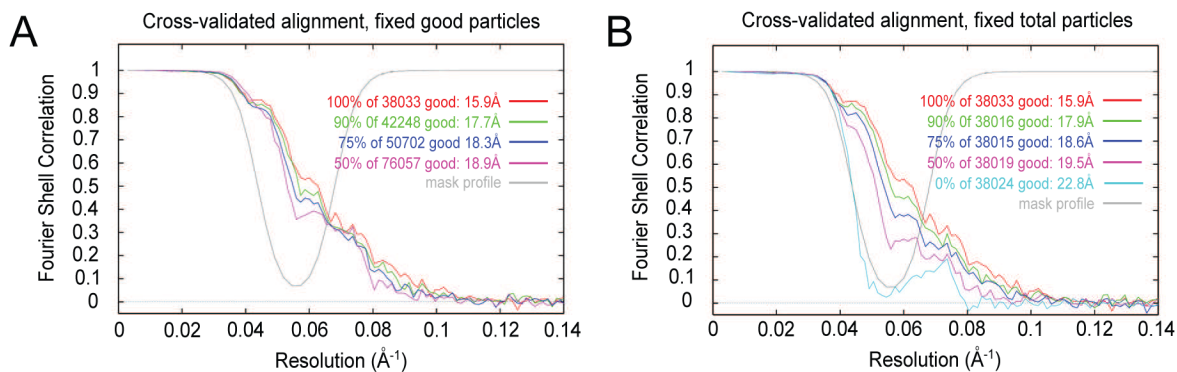 A
Cross-validated alignment, fixed good particles
Fourier Shell Correlation
1
0.9
0.8
0.7
0.6
0.5
0.4
0.3
0.2
0.1
0
100% of 38033 good: 15.9Å
90% 0f 42248 good: 17.7Å
75% of 50702 good 18.3Å
50% of 76057 good: 18.9Å
mask profile
0 0.02 0.04 0.06 0.08 0.1 0.12 0.14
Resolution (Å-1)
B
Cross-validated alignment, fixed total particles
Fourier Shell Correlation
1
0.9
0.8
0.7
0.6
0.5
0.4
0.3
0.2
0.1
0
100% of 38033 good: 15.9Å
90% of 38016 good: 17.9Å
75% of 38015 good: 18.6Å
50% of 38019 good: 19.5Å
0% of 38024 good: 22.8Å
mask profile
0 0.02 0.04 0.06 0.08 0.1 0.12 0.14
Resolution (Å-1)